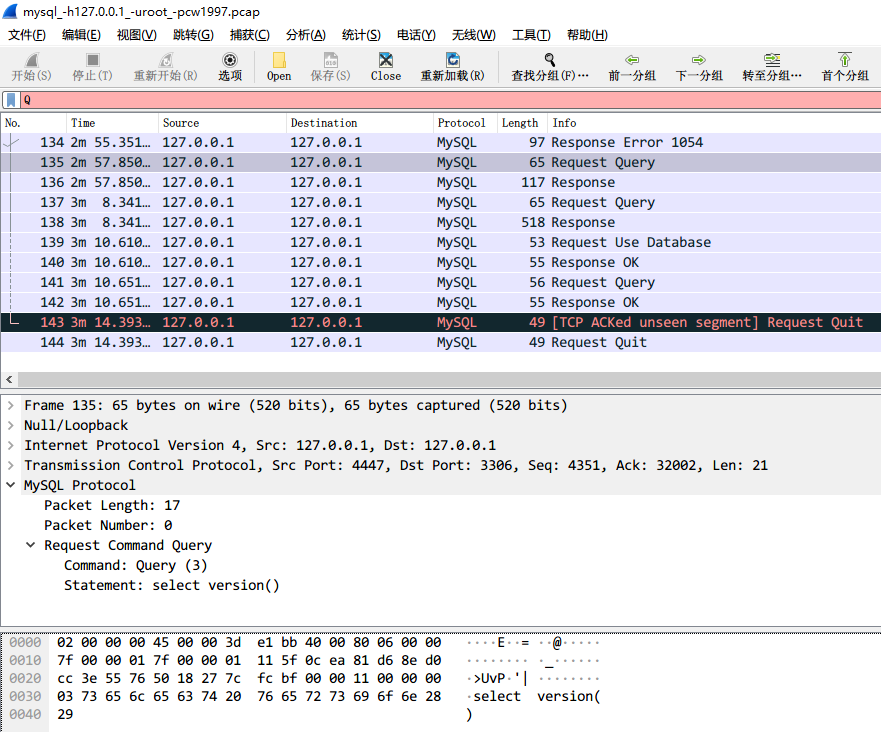 mysql_-h127.0.0.1_-uroot_-pcw1997.pcap
文件(F) 编辑(E) 视图(V) 跳转(G) 捕获(C) 分析(A) 统计(S) 电话(Y) 无线(W) 工具(T) 帮助(H)
开始(S) 停止(T) 重新开始(R) 选项 Open 保存(S) Close 重新加载(R) 查找分组(F)… 前一分组 下一分组 转至分组… 首个分组
Q
No. Time Source Destination Protocol Length Info
134 2m 55.351… 127.0.0.1 127.0.0.1 MySQL 97 Response Error 1054
135 2m 57.850… 127.0.0.1 127.0.0.1 MySQL 65 Request Query
136 2m 57.850… 127.0.0.1 127.0.0.1 MySQL 117 Response
137 3m 8.341… 127.0.0.1 127.0.0.1 MySQL 65 Request Query
138 3m 8.341… 127.0.0.1 127.0.0.1 MySQL 518 Response
139 3m 10.610… 127.0.0.1 127.0.0.1 MySQL 53 Request Use Database
140 3m 10.610… 127.0.0.1 127.0.0.1 MySQL 55 Response OK
141 3m 10.651… 127.0.0.1 127.0.0.1 MySQL 56 Request Query
142 3m 10.651… 127.0.0.1 127.0.0.1 MySQL 55 Response OK
143 3m 14.393… 127.0.0.1 127.0.0.1 MySQL 49 [TCP ACKed unseen segment] Request Quit
144 3m 14.393… 127.0.0.1 127.0.0.1 MySQL 49 Request Quit
Frame 135: 65 bytes on wire (520 bits), 65 bytes captured (520 bits)
Null/Loopback
Internet Protocol Version 4, Src: 127.0.0.1, Dst: 127.0.0.1
Transmission Control Protocol, Src Port: 4447, Dst Port: 3306, Seq: 4351, Ack: 32002, Len: 21
MySQL Protocol
Packet Length: 17
Packet Number: 0
Request Command Query
Command: Query (3)
Statement: select version()
0000 02 00 00 00 45 00 00 3d e1 bb 40 00 80 06 00 00 ····E··= ··@·····
0010 7f 00 00 01 7f 00 00 01 11 5f 0c ea 81 d6 8e d0 ········ ·_······
0020 cc 3e 55 76 50 18 27 7c fc bf 00 00 11 00 00 00 ·>UvP·'| ········
0030 03 73 65 6c 65 63 74 20 76 65 72 73 69 6f 6e 28 ·select version(
0040 29 )